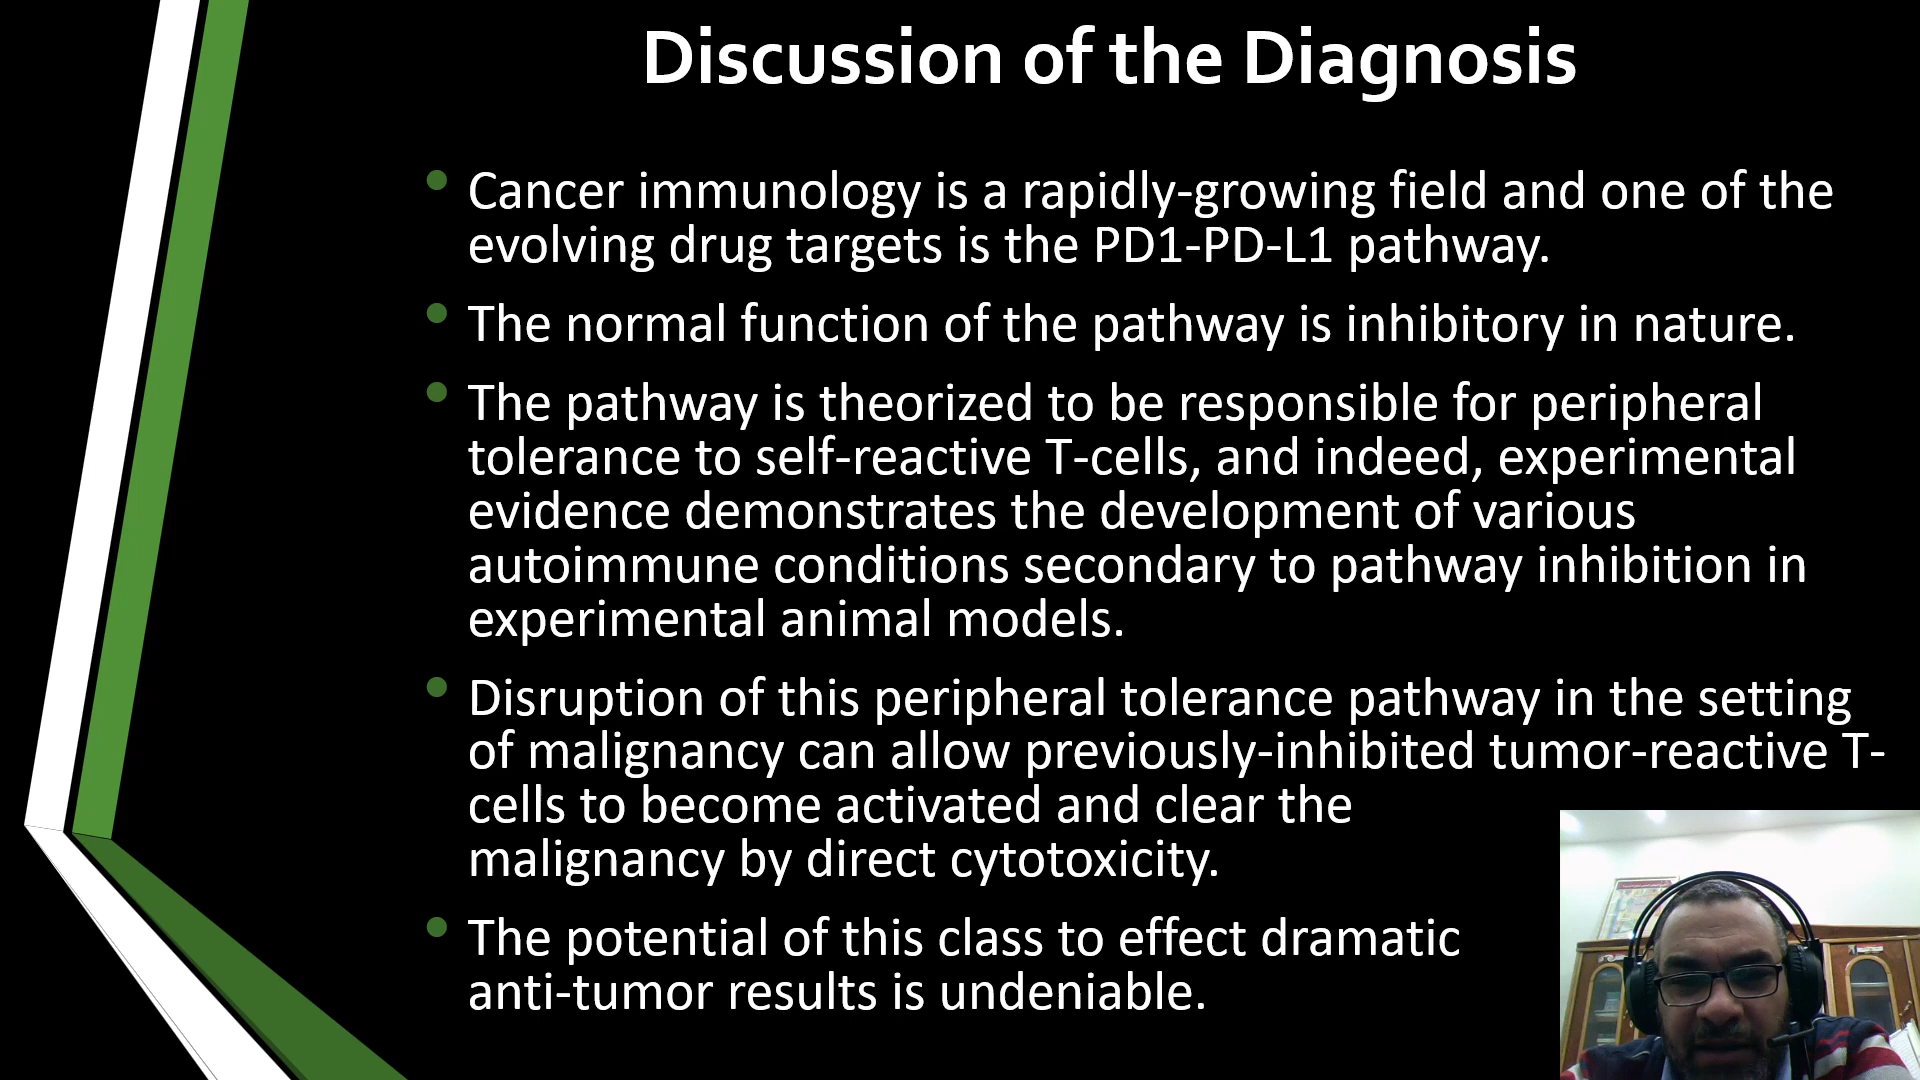 Discussion of the Diagnosis
• Cancer immunology is a rapidly-growing field and one of the
evolving drug targets is the PD1-PD-L1 pathway.
• The normal function of the pathway is inhibitory in nature.
• The pathway is theorized to be responsible for peripheral
tolerance to self-reactive T-cells, and indeed, experimental
evidence demonstrates the development of various
autoimmune conditions secondary to pathway inhibition in
experimental animal models.
• Disruption of this peripheral tolerance pathway in the setting
of malignancy can allow previously-inhibited tumor-reactive T-
cells to become activated and clear the
malignancy by direct cytotoxicity.
• The potential of this class to effect dramatic
anti-tumor results is undeniable.